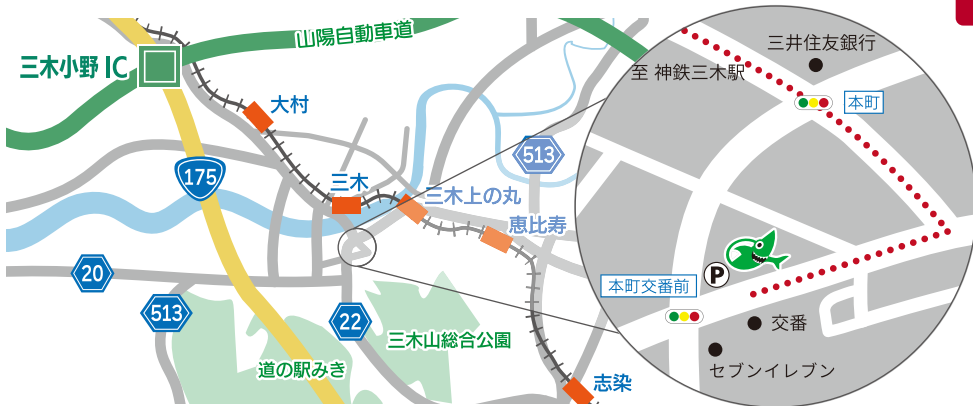 山陽自動車道
三木小野IC
大村
175
三木
三木上の丸
513
恵比寿
20
513
22
三木山総合公園
道の駅みき
志染
三井住友銀行
至 神鉄三木駅
本町
P
本町交番前
交番
セブンイレブン